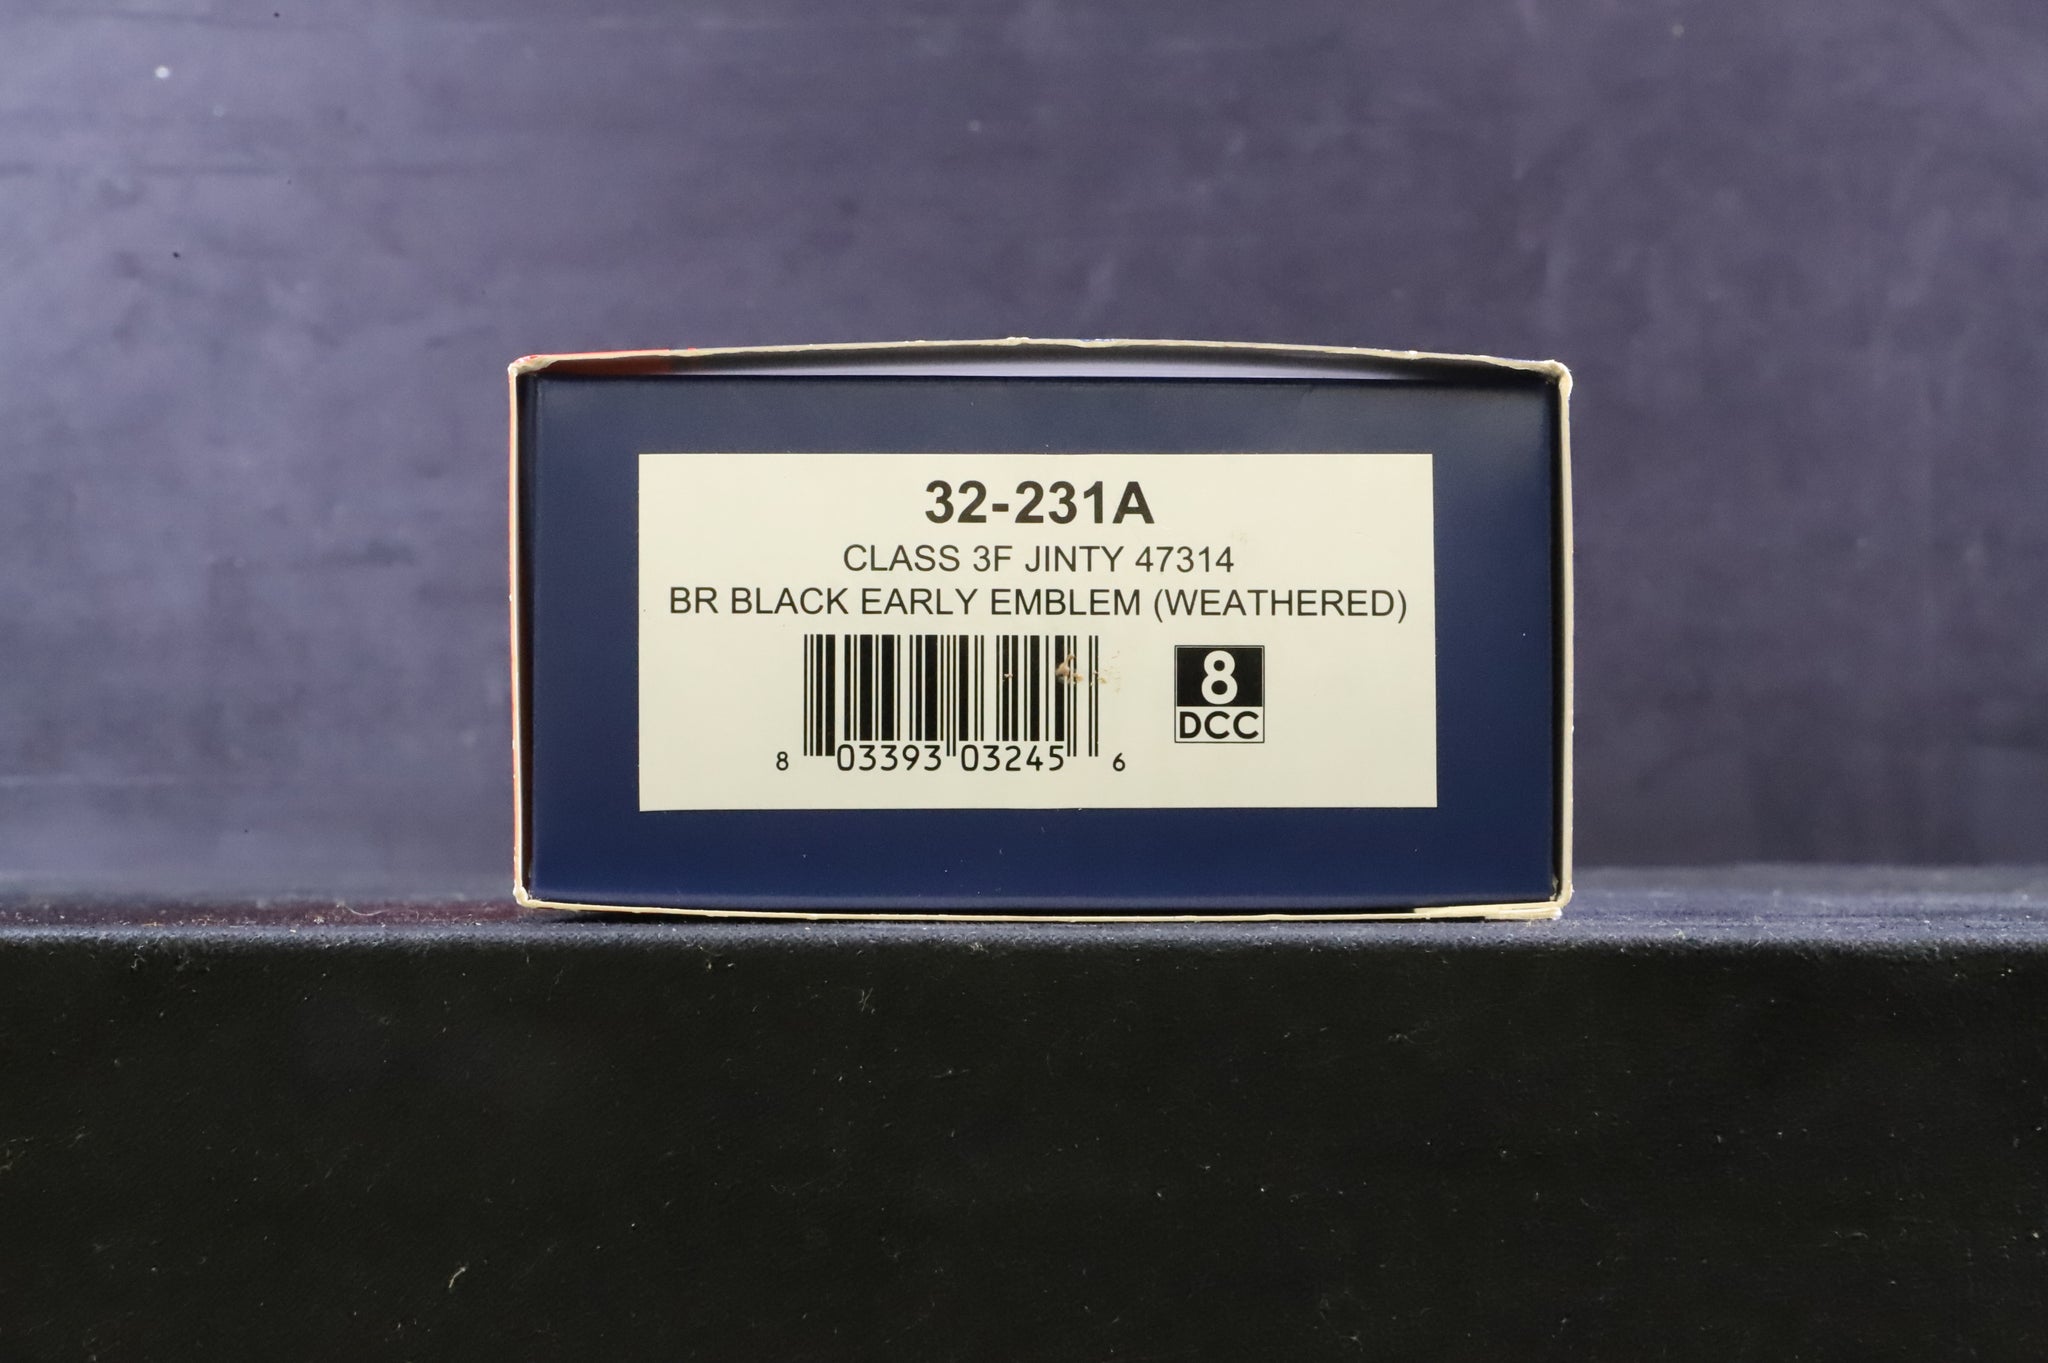 32-231A
CLASS 3F JINTY 47314
BR BLACK EARLY EMBLEM (WEATHERED)
8
DCC
8 03393 03245 6